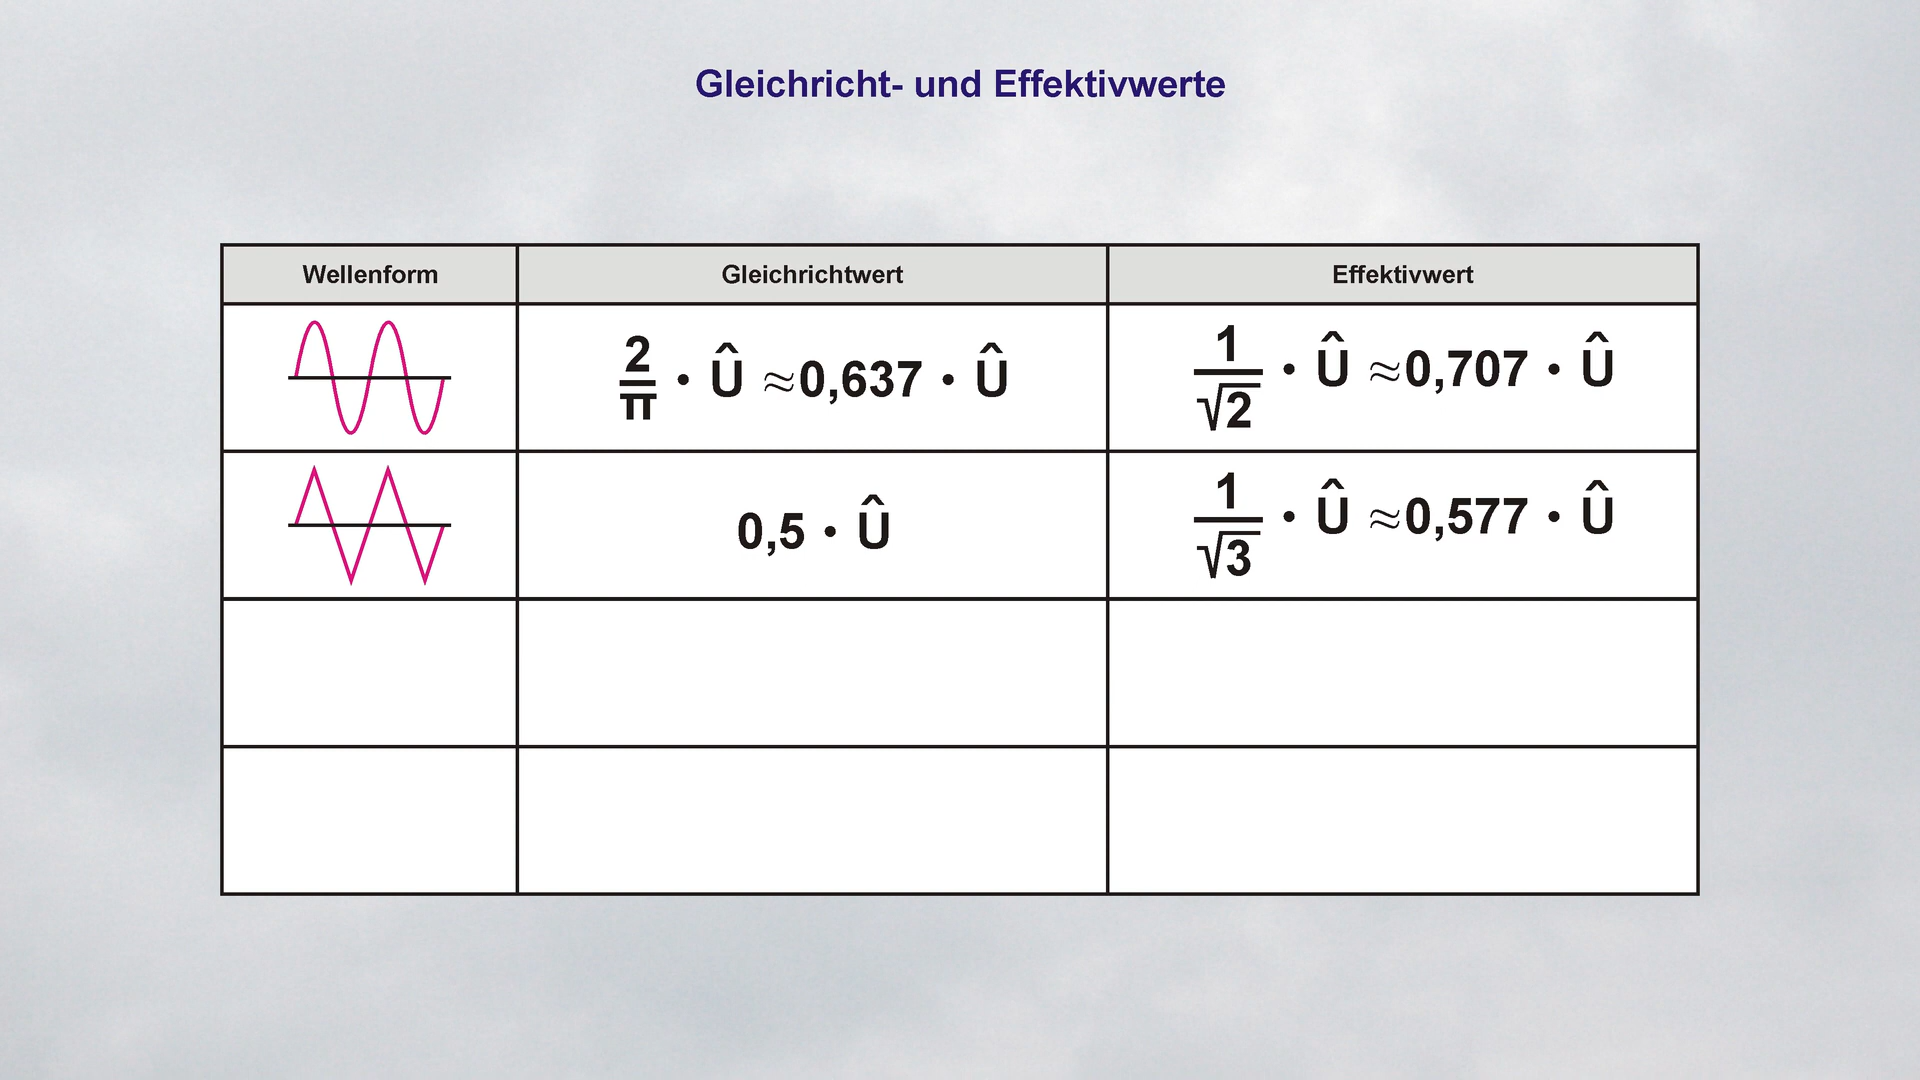 Gleichricht- und Effektivwerte
Wellenform Gleichrichtwert Effektivwert
2/π · Û ≈0,637 · Û 1/√2 · Û ≈0,707 · Û
0,5 · Û 1/√3 · Û ≈0,577 · Û